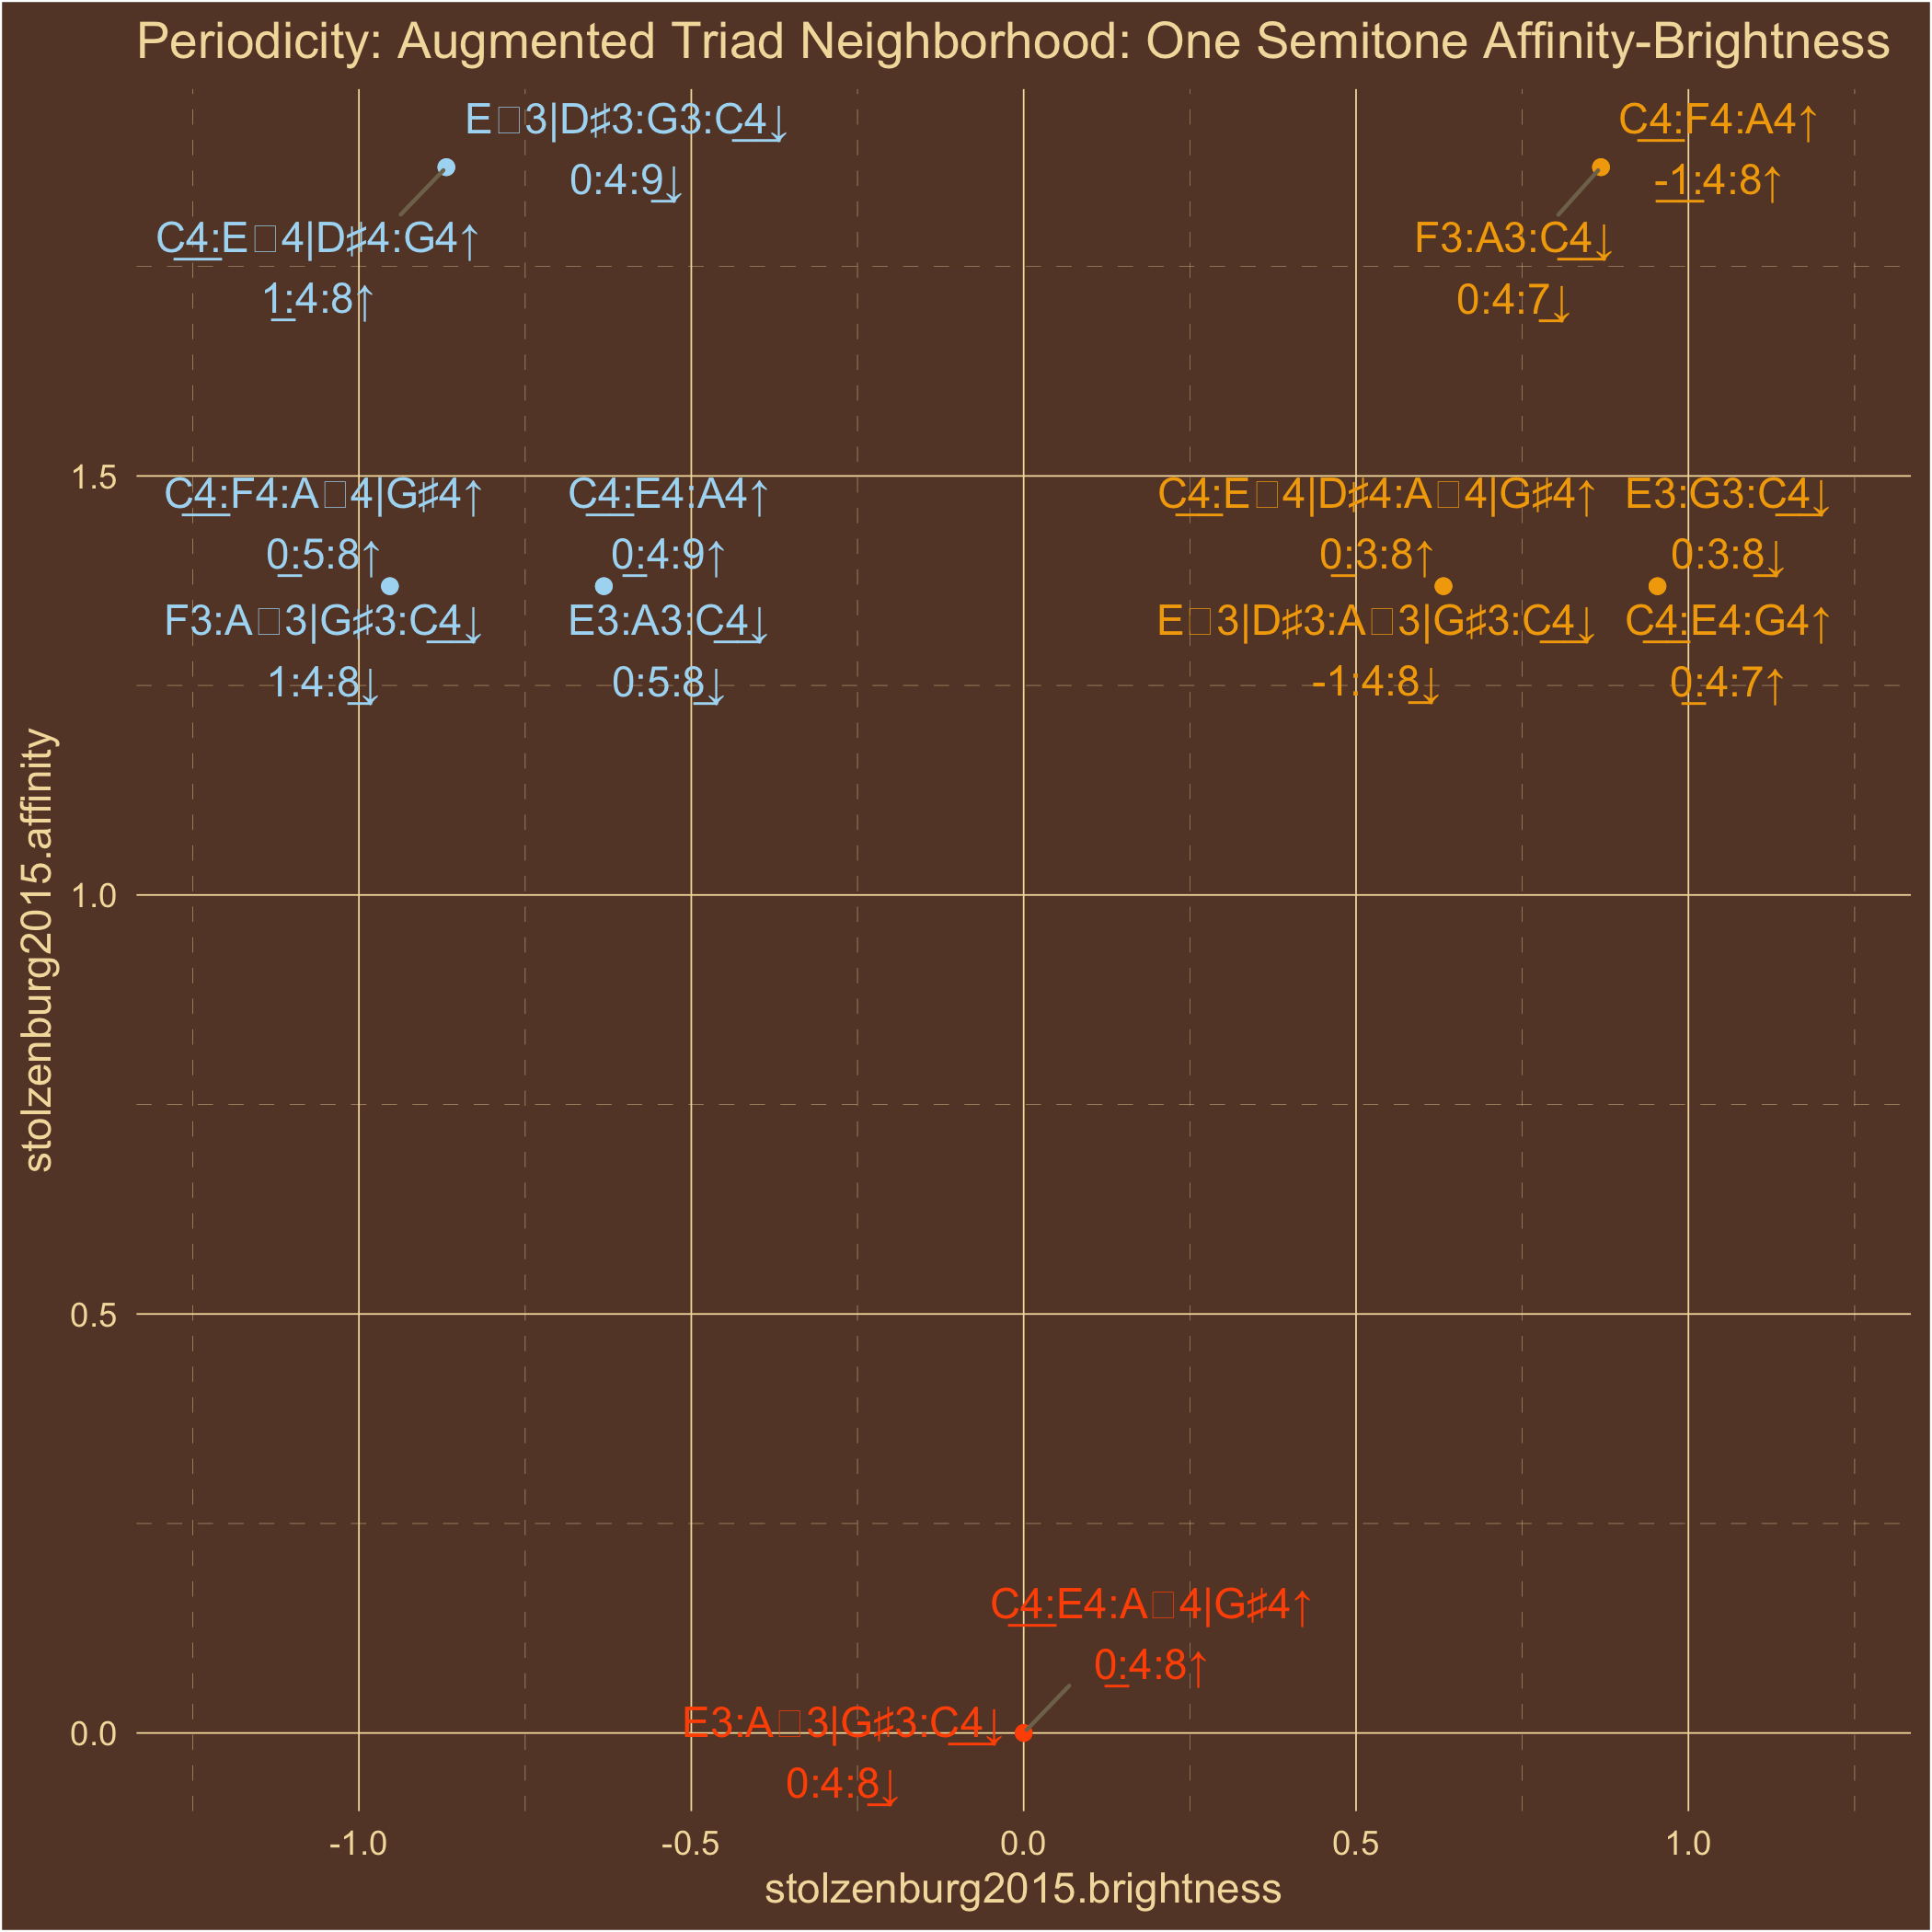 Periodicity: Augmented Triad Neighborhood: One Semitone Affinity-Brightness
E□3|D♯3:G3:C4↓
0:4:9↓
C4:F4:A4↑
-1:4:8↑
C4:E□4|D♯4:G4↑
1:4:8↑
F3:A3:C4↓
0:4:7↓
1.5
C4:F4:A□4|G♯4↑
0:5:8↑
C4:E4:A4↑
0:4:9↑
C4:E□4|D♯4:A□4|G♯4↑
0:3:8↑
E3:G3:C4↓
0:3:8↓
F3:A□3|G♯3:C4↓
1:4:8↓
E3:A3:C4↓
0:5:8↓
E□3|D♯3:A□3|G♯3:C4↓
-1:4:8↓
C4:E4:G4↑
0:4:7↑
stolzenburg2015.affinity
1.0
0.5
C4:E4:A□4|G♯4↑
0:4:8↑
0.0
E3:A□3|G♯3:C4↓
0:4:8↓
-1.0
-0.5
0.0
0.5
1.0
stolzenburg2015.brightness